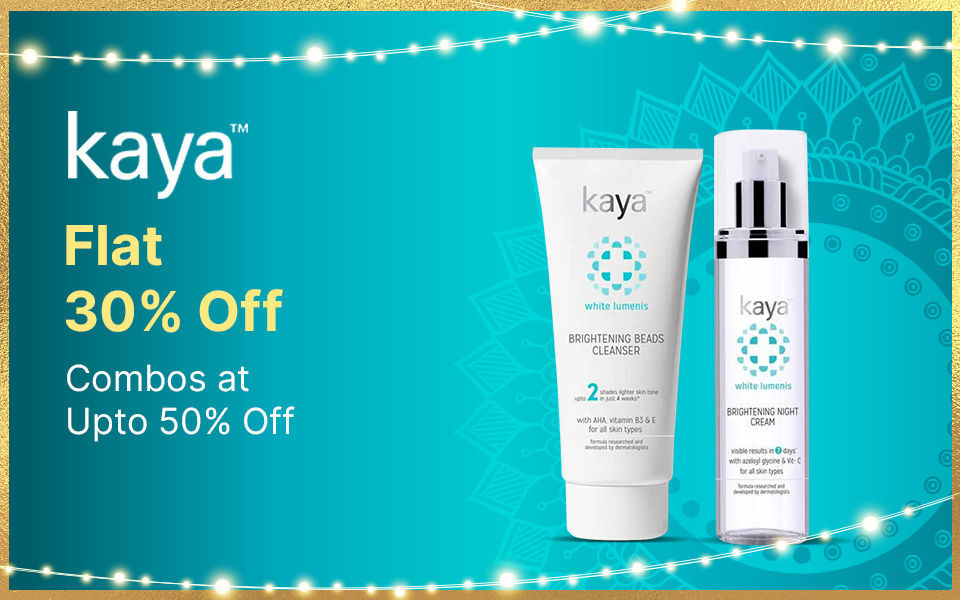 kaya™
Flat
30% Off
Combos at
Upto 50% Off
kaya™
white lumenis
BRIGHTENING BEADS
CLEANSER
upto 2 shades lighter skin tone
in just 4 weeks*
with AHA, vitamin B3 & E
for all skin types
formula researched and
developed by dermatologists
kaya™
white lumenis
BRIGHTENING NIGHT
CREAM
visible results in 7 days*
with azeloyl glycine & Vit- C
for all skin types
formula researched and
developed by dermatologists